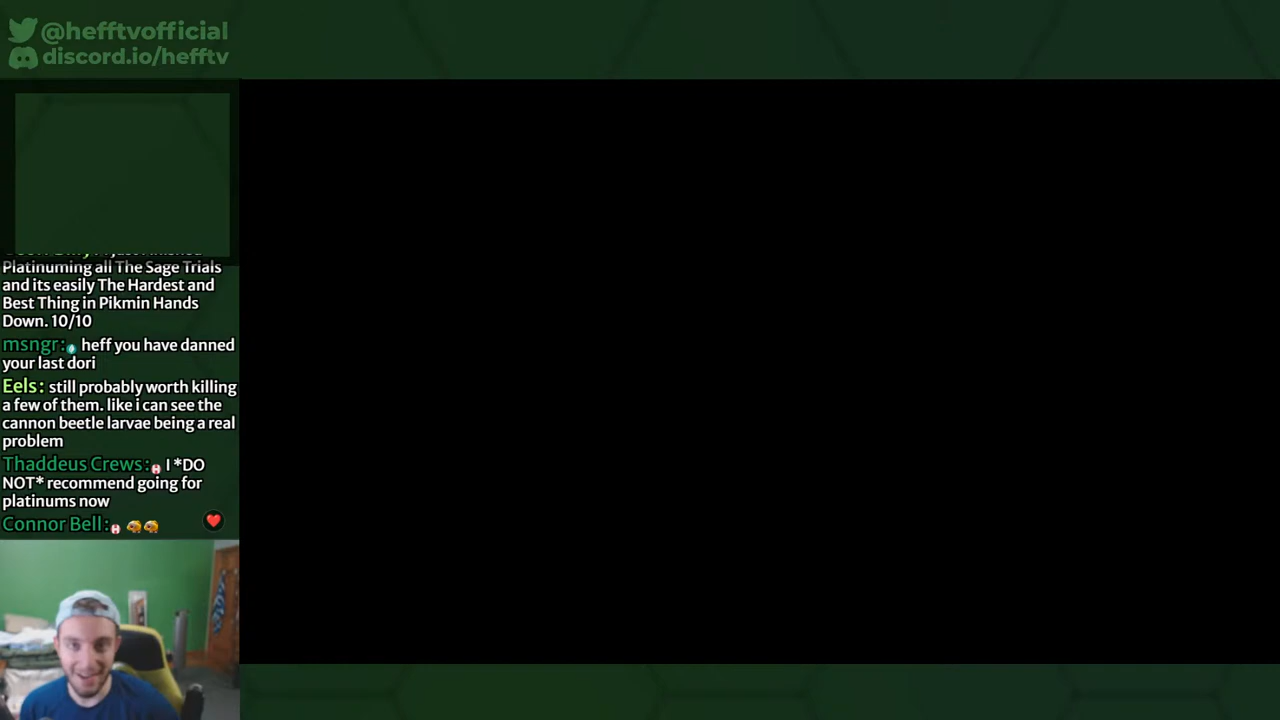 @hefftvofficial
discord.io/hefftv
Platinuming all The Sage Trials
and its easily The Hardest and
Best Thing in Pikmin Hands
Down. 10/10
msngr: heff you have danned
your last dori
Eels: still probably worth killing
a few of them. like i can see the
cannon beetle larvae being a real
problem
Thaddeus Crews: I *DO
NOT* recommend going for
platinums now
Connor Bell: